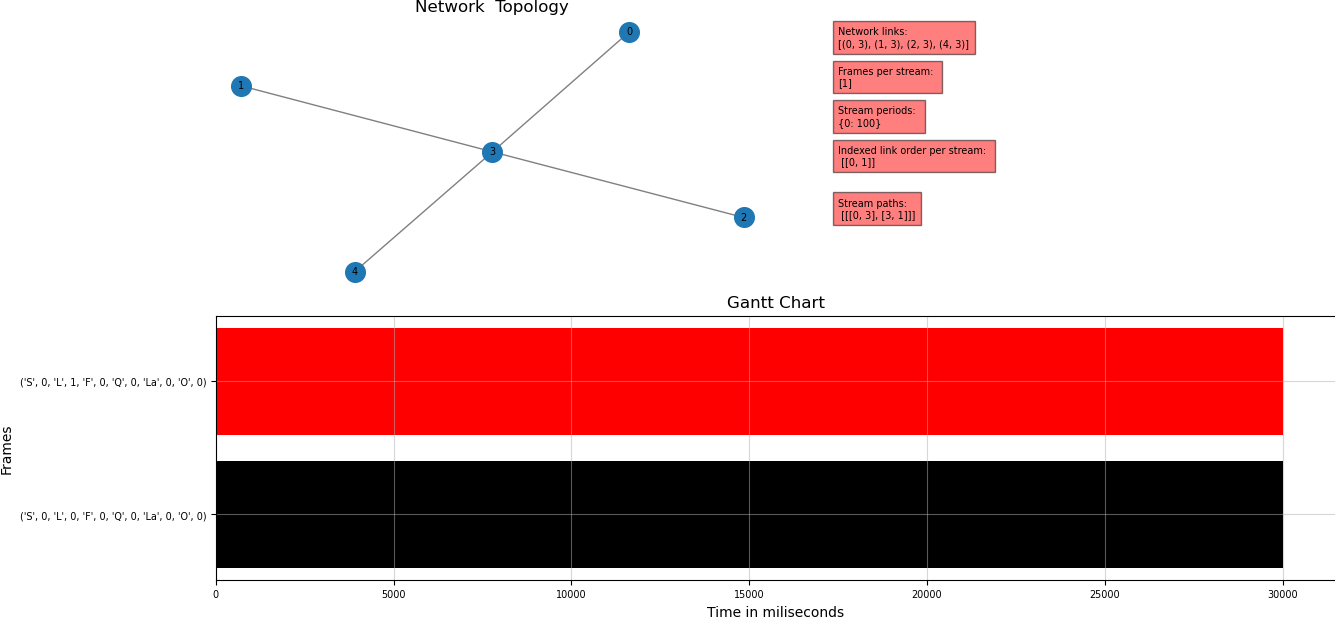 Network  Topology
0
1
3
2
4
Network links:
[(0, 3), (1, 3), (2, 3), (4, 3)]
Frames per stream:
[1]
Stream periods:
{0: 100}
Indexed link order per stream:
[[0, 1]]
Stream paths:
[[[0, 3], [3, 1]]]
Gantt Chart
Frames
('S', 0, 'L', 1, 'F', 0, 'Q', 0, 'La', 0, 'O', 0)
('S', 0, 'L', 0, 'F', 0, 'Q', 0, 'La', 0, 'O', 0)
0 5000 10000 15000 20000 25000 30000
Time in miliseconds